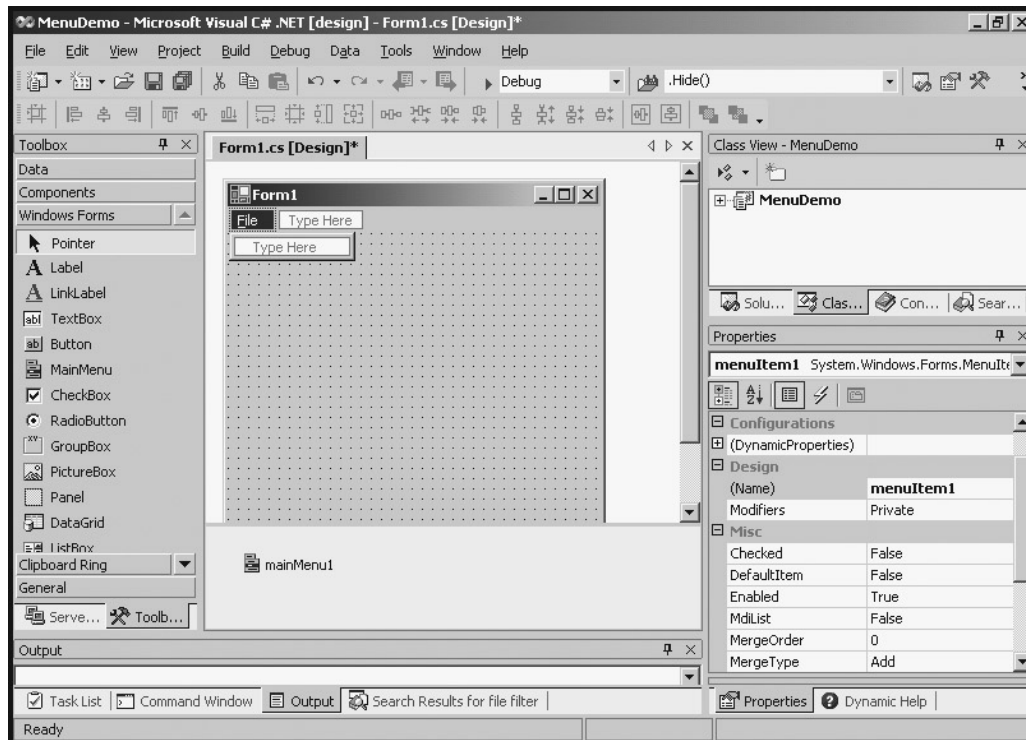 MenuDemo - Microsoft Visual C# .NET [design] - Form1.cs [Design]*
File Edit View Project Build Debug Data Tools Window Help
Debug .Hide()
Toolbox
Data
Components
Windows Forms
Pointer
Label
LinkLabel
TextBox
Button
MainMenu
CheckBox
RadioButton
GroupBox
PictureBox
Panel
DataGrid
ListBox
Clipboard Ring
General
Serve... Toolb...
Form1.cs [Design]*
Form1
File Type Here
Type Here
mainMenu1
Class View - MenuDemo
MenuDemo
Solu... Clas... Con... Sear...
Properties
menuItem1 System.Windows.Forms.MenuIte
Configurations
(DynamicProperties)
Design
(Name) menuItem1
Modifiers Private
Misc
Checked False
DefaultItem False
Enabled True
MdiList False
MergeOrder 0
MergeType Add
Output
Task List Command Window Output Search Results for file filter
Properties Dynamic Help
Ready